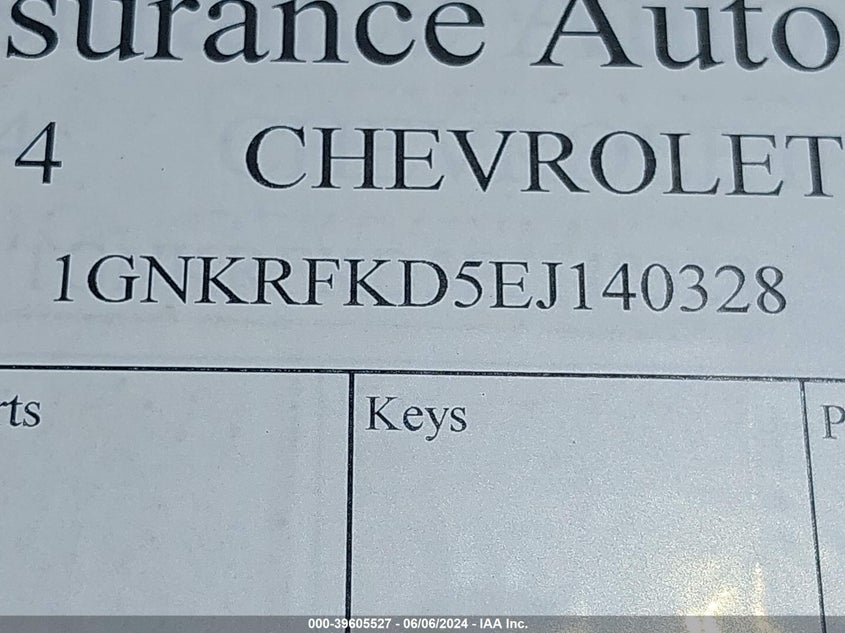 surance Auto
4 CHEVROLET
1GNKRFKD5EJ140328
rts Keys P
000-39605527 - 06/06/2024 - IAA Inc.